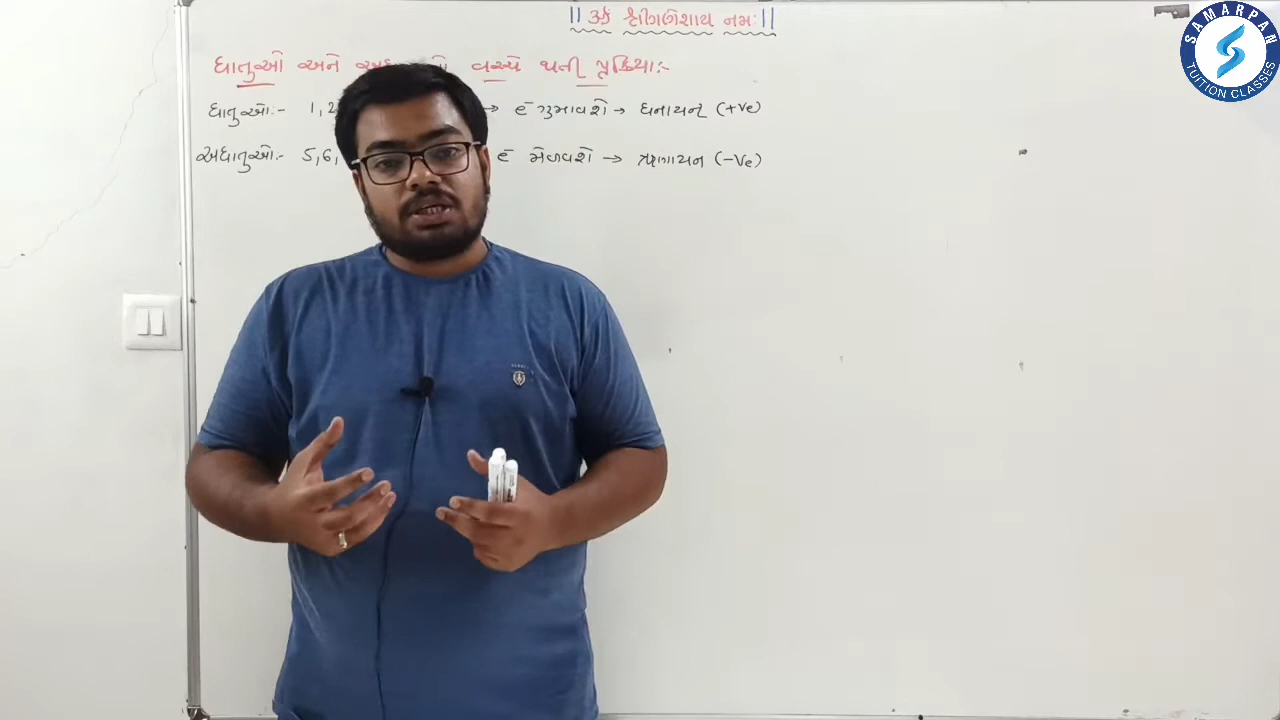 || ૐ શ્રીગણેશાય નમઃ ||
SAMARPAN
TUITION CLASSES
ધાતુઓ અને વચ્ચે થતી પ્રક્રિયા:-
ધાતુઓ:- 1, 2 → e⁻ ગુમાવશે → ધનાયન (+ve)
અધાતુઓ:- 5, 6, e⁻ મેળવશે → ઋણાયન (-ve)